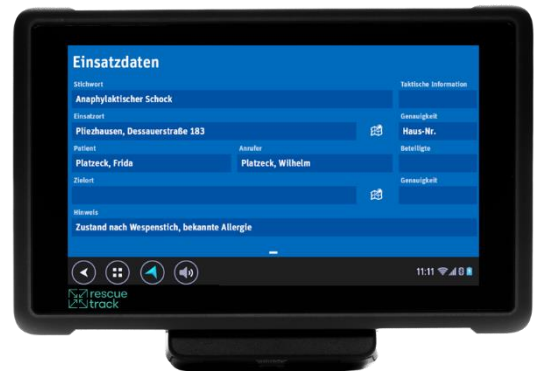 Einsatzdaten
Stichwort Taktische Information
Anaphylaktischer Schock
Einsatzort Genauigkeit
Pliezhausen, Dessauerstraße 183 Haus-Nr.
Patient Anrufer Beteiligte
Platzeck, Frida Platzeck, Wilhelm
Zielort Genauigkeit
Hinweis
Zustand nach Wespenstich, bekannte Allergie
11:11
rescue
track